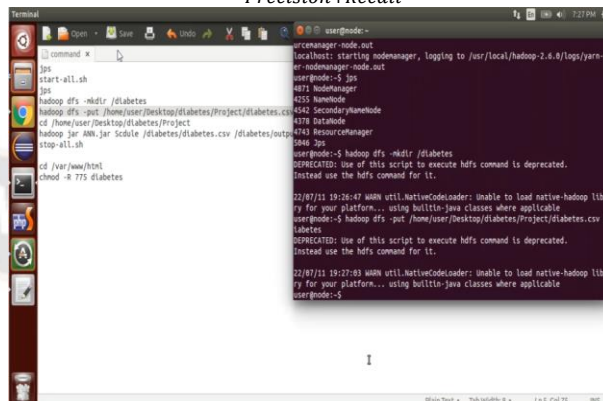 Precision+Recall
Terminal
En
7:27 PM
Open
Save
Undo
command x
jps
start-all.sh
jps
hadoop dfs -mkdir /diabetes
hadoop dfs -put /home/user/Desktop/diabetes/Project/diabetes.csv
cd /home/user/Desktop/diabetes/Project
hadoop jar ANN.jar Scdule /diabetes/diabetes.csv /diabetes/outpu
stop-all.sh
cd /var/www/html
chmod -R 775 diabetes
user@node: ~
urcemanager-node.out
localhost: starting nodemanager, logging to /usr/local/hadoop-2.6.0/logs/yarn-
er-nodemanager-node.out
user@node:~$ jps
4871 NodeManager
4255 NameNode
4542 SecondaryNameNode
4378 DataNode
4743 ResourceManager
5046 Jps
user@node:~$ hadoop dfs -mkdir /diabetes
DEPRECATED: Use of this script to execute hdfs command is deprecated.
Instead use the hdfs command for it.
22/07/11 19:26:47 WARN util.NativeCodeLoader: Unable to load native-hadoop lib
ry for your platform... using builtin-java classes where applicable
user@node:~$ hadoop dfs -put /home/user/Desktop/diabetes/Project/diabetes.csv
iabetes
DEPRECATED: Use of this script to execute hdfs command is deprecated.
Instead use the hdfs command for it.
22/07/11 19:27:03 WARN util.NativeCodeLoader: Unable to load native-hadoop lib
ry for your platform... using builtin-java classes where applicable
user@node:~$
Plain Text Tab Width: 8 Ln 5, Col 75 INS